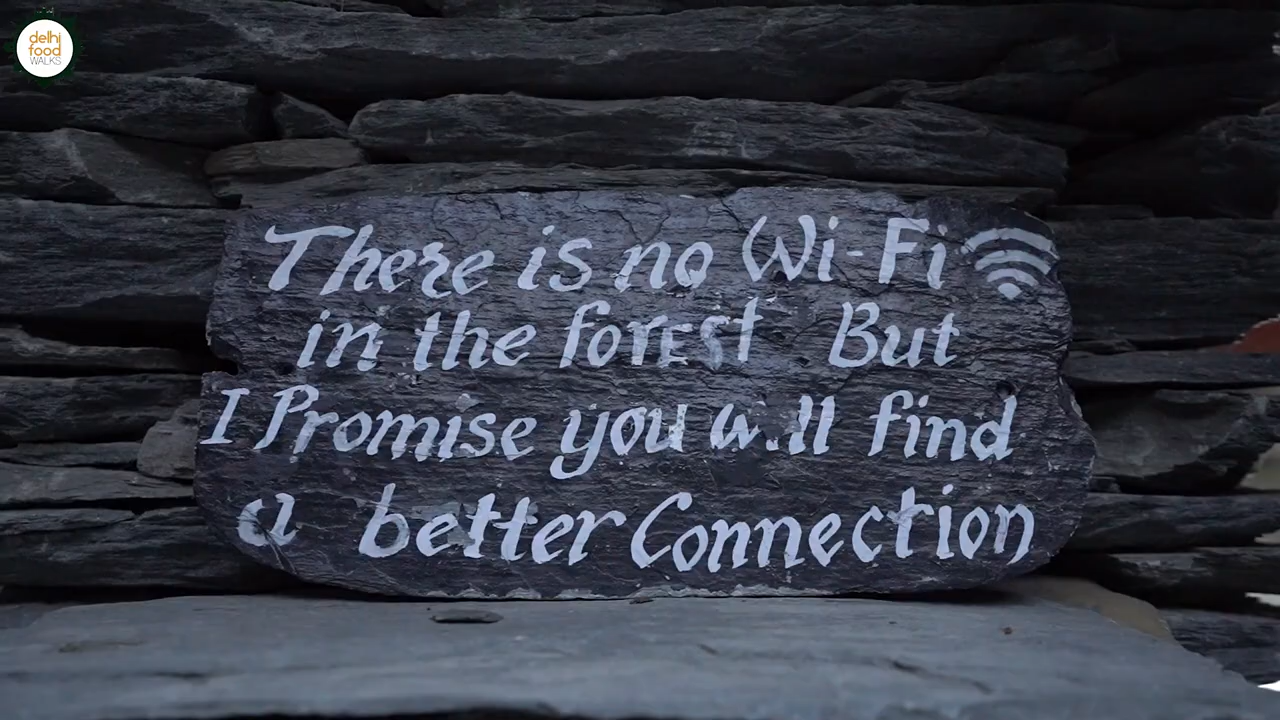 delhi
food
WALKS
There is no Wi-Fi
in the forest But
I Promise you will find
a better Connection